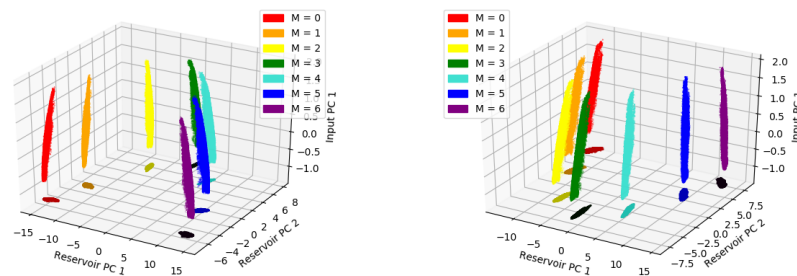 M = 0
M = 1
M = 2
M = 3
M = 4
M = 5
M = 6
1.0
0.5
0.0
−0.5
−1.0
Input PC 1
−15
−10
−5
0
5
10
15
Reservoir PC 1
−6
−4
−2
0
2
4
6
8
Reservoir PC 2
M = 0
M = 1
M = 2
M = 3
M = 4
M = 5
M = 6
2.0
1.5
1.0
0.5
0.0
−0.5
−1.0
Input PC 1
−10
−5
0
5
10
15
Reservoir PC 1
−7.5
−5.0
−2.5
0.0
2.5
5.0
7.5
Reservoir PC 2